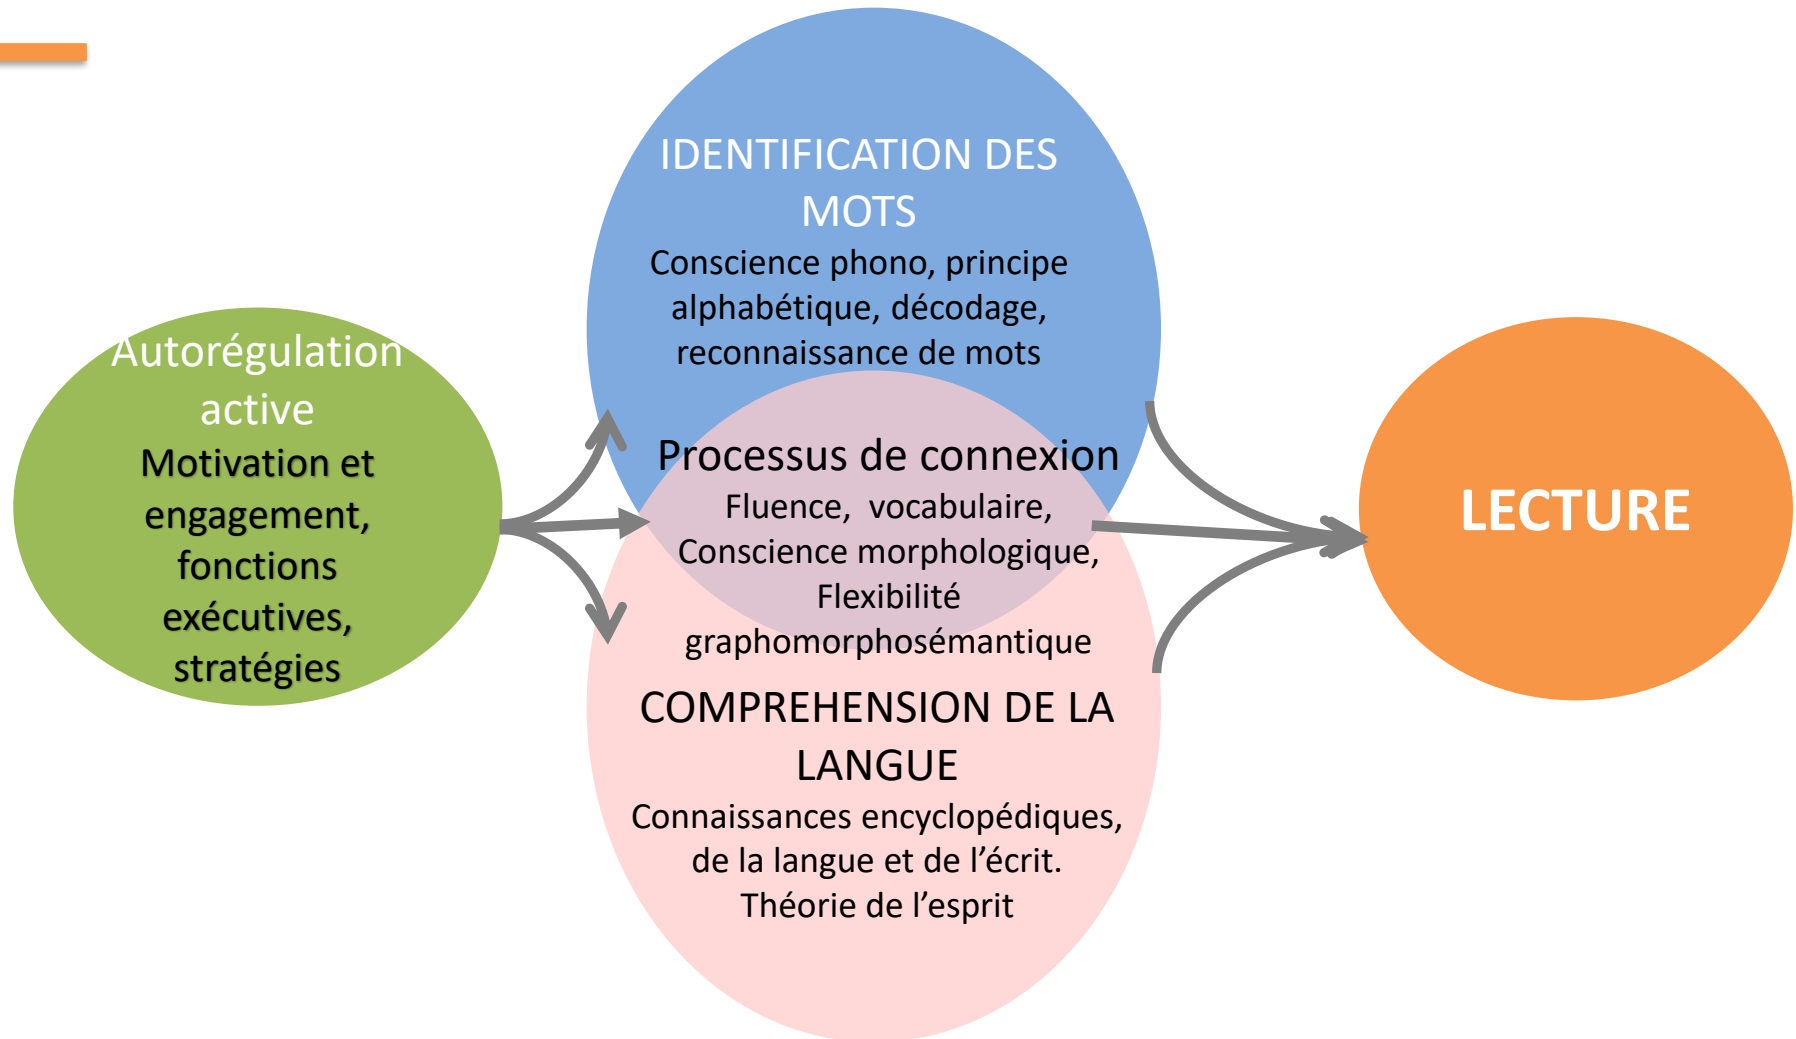 Autorégulation
active
Motivation et
engagement,
fonctions
exécutives,
stratégies
IDENTIFICATION DES
MOTS
Conscience phono, principe
alphabétique, décodage,
reconnaissance de mots
Processus de connexion
Fluence, vocabulaire,
Conscience morphologique,
Flexibilité
graphomorphosémantique
COMPREHENSION DE LA
LANGUE
Connaissances encyclopédiques,
de la langue et de l’écrit.
Théorie de l’esprit
LECTURE